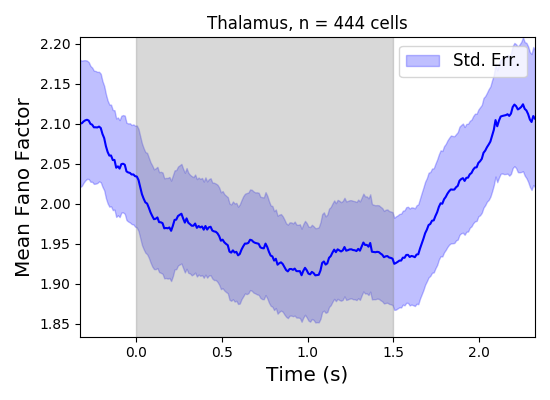 Thalamus, n = 444 cells
Std. Err.
Mean Fano Factor
2.20
2.15
2.10
2.05
2.00
1.95
1.90
1.85
0.0 0.5 1.0 1.5 2.0
Time (s)